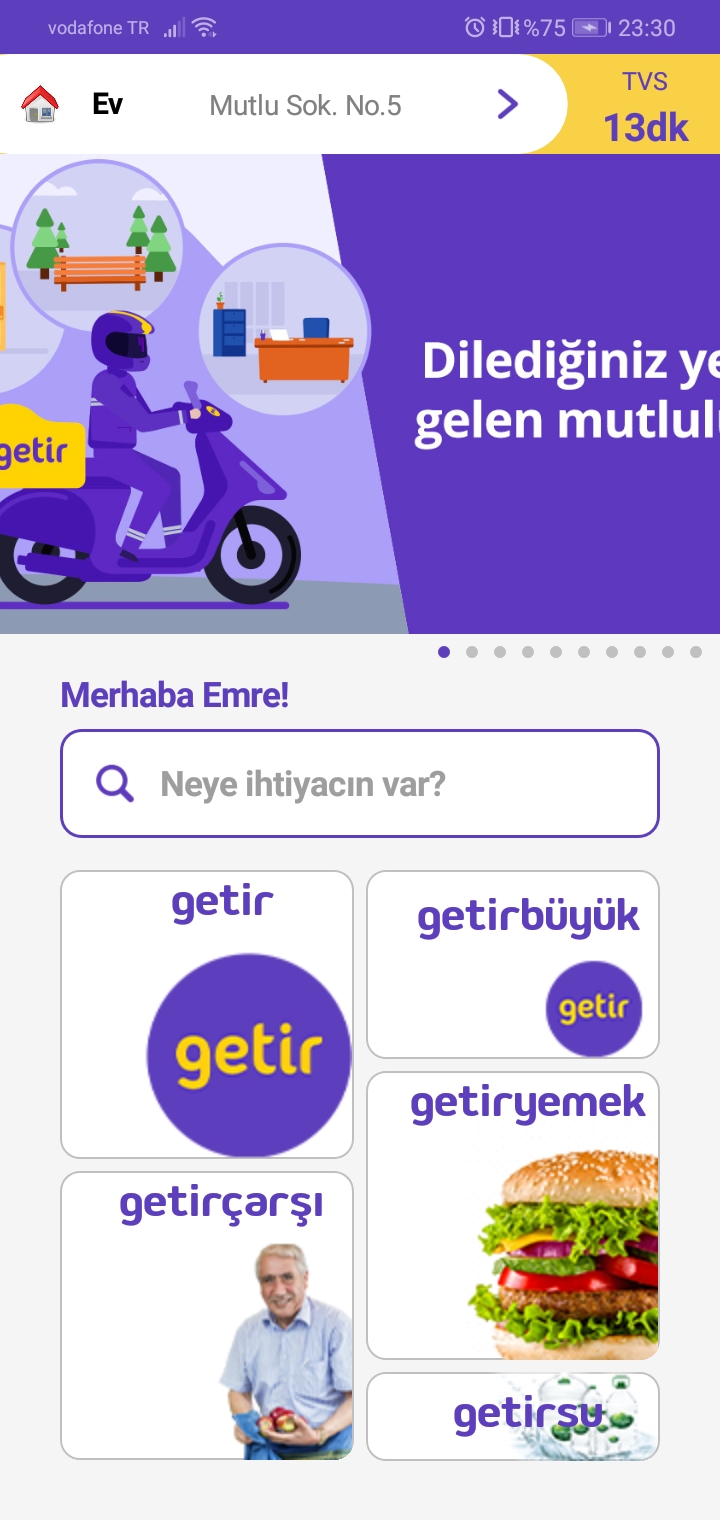 vodafone TR
%75
23:30
Ev
Mutlu Sok. No.5
TVS
13dk
Dilediğiniz ye
gelen mutlul
getir
Merhaba Emre!
Neye ihtiyacın var?
getir
getir
getirbüyük
getir
getiryemek
getirçarşı
getirsu